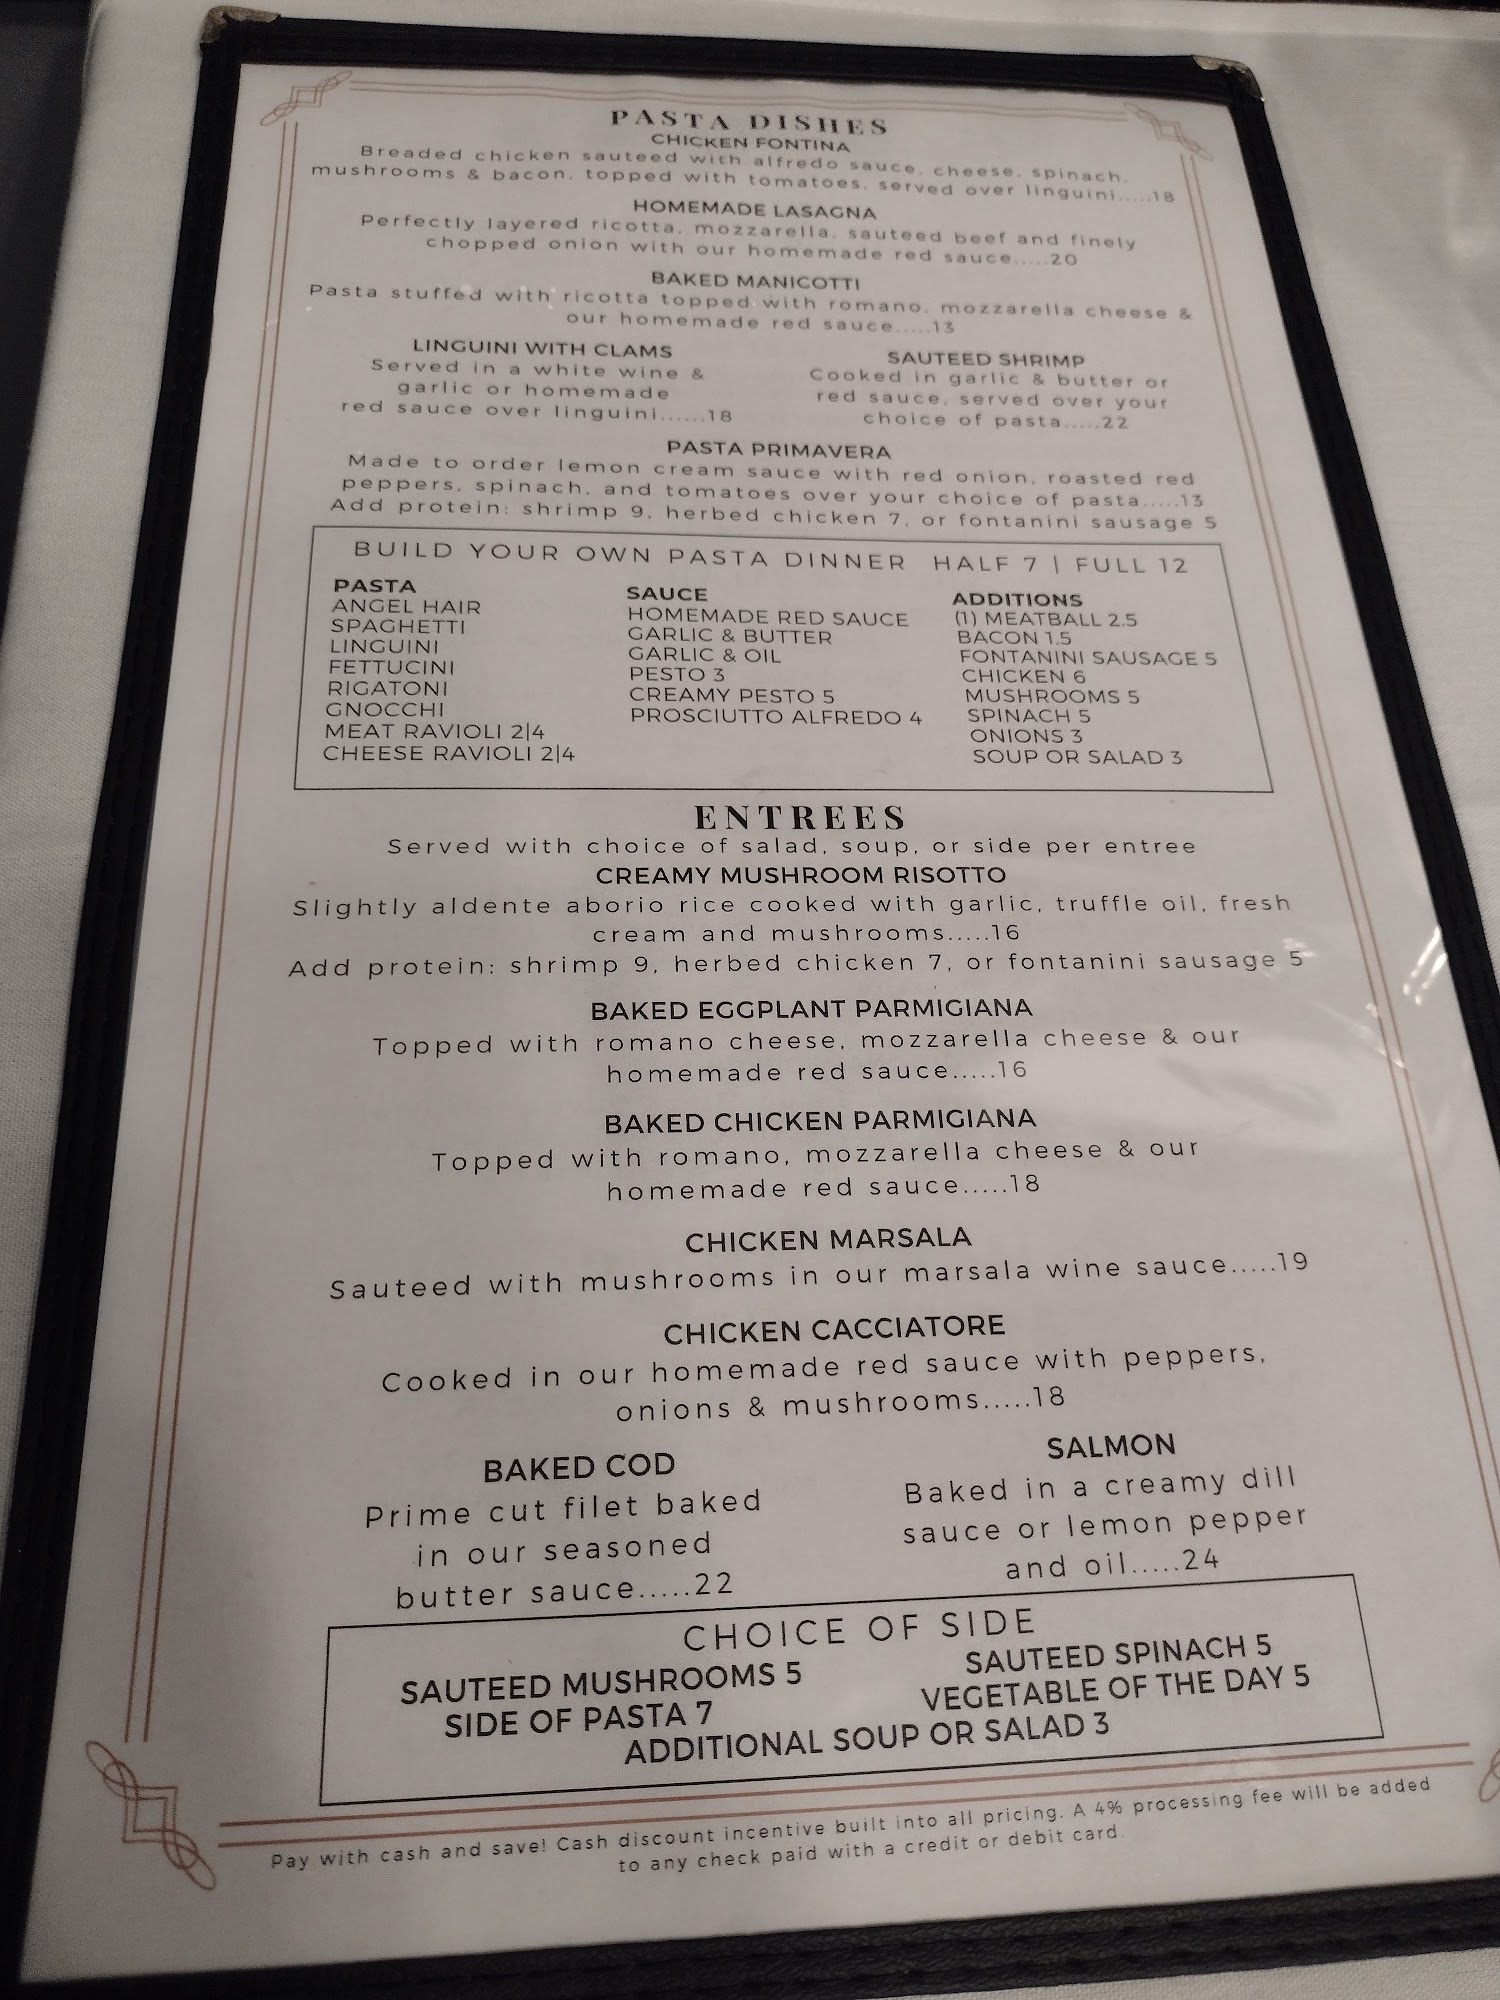 PASTA DISHES
CHICKEN FONTINA
Breaded chicken sauteed with alfredo sauce, cheese, spinach,
mushrooms & bacon, topped with tomatoes, served over linguini.....18
HOMEMADE LASAGNA
Perfectly layered ricotta, mozzarella, sauteed beef and finely
chopped onion with our homemade red sauce.....20
BAKED MANICOTTI
Pasta stuffed with ricotta topped with romano, mozzarella cheese &
our homemade red sauce.....13
LINGUINI WITH CLAMS
Served in a white wine &
garlic or homemade
red sauce over linguini......18
SAUTEED SHRIMP
Cooked in garlic & butter or
red sauce, served over your
choice of pasta.....22
PASTA PRIMAVERA
Made to order lemon cream sauce with red onion, roasted red
peppers, spinach, and tomatoes over your choice of pasta.....13
Add protein: shrimp 9, herbed chicken 7, or fontanini sausage 5
BUILD YOUR OWN PASTA DINNER HALF 7 | FULL 12
PASTA
ANGEL HAIR
SPAGHETTI
LINGUINI
FETTUCINI
RIGATONI
GNOCCHI
MEAT RAVIOLI 2|4
CHEESE RAVIOLI 2|4
SAUCE
HOMEMADE RED SAUCE
GARLIC & BUTTER
GARLIC & OIL
PESTO 3
CREAMY PESTO 5
PROSCIUTTO ALFREDO 4
ADDITIONS
(1) MEATBALL 2.5
BACON 1.5
FONTANINI SAUSAGE 5
CHICKEN 6
MUSHROOMS 5
SPINACH 5
ONIONS 3
SOUP OR SALAD 3
ENTREES
Served with choice of salad, soup, or side per entree
CREAMY MUSHROOM RISOTTO
Slightly aldente aborio rice cooked with garlic, truffle oil, fresh
cream and mushrooms.....16
Add protein: shrimp 9, herbed chicken 7, or fontanini sausage 5
BAKED EGGPLANT PARMIGIANA
Topped with romano cheese, mozzarella cheese & our
homemade red sauce.....16
BAKED CHICKEN PARMIGIANA
Topped with romano, mozzarella cheese & our
homemade red sauce.....18
CHICKEN MARSALA
Sauteed with mushrooms in our marsala wine sauce.....19
CHICKEN CACCIATORE
Cooked in our homemade red sauce with peppers,
onions & mushrooms.....18
BAKED COD
Prime cut filet baked
in our seasoned
butter sauce.....22
SALMON
Baked in a creamy dill
sauce or lemon pepper
and oil.....24
CHOICE OF SIDE
SAUTEED MUSHROOMS 5
SAUTEED SPINACH 5
SIDE OF PASTA 7
VEGETABLE OF THE DAY 5
ADDITIONAL SOUP OR SALAD 3
Pay with cash and save! Cash discount incentive built into all pricing. A 4% processing fee will be added
to any check paid with a credit or debit card.